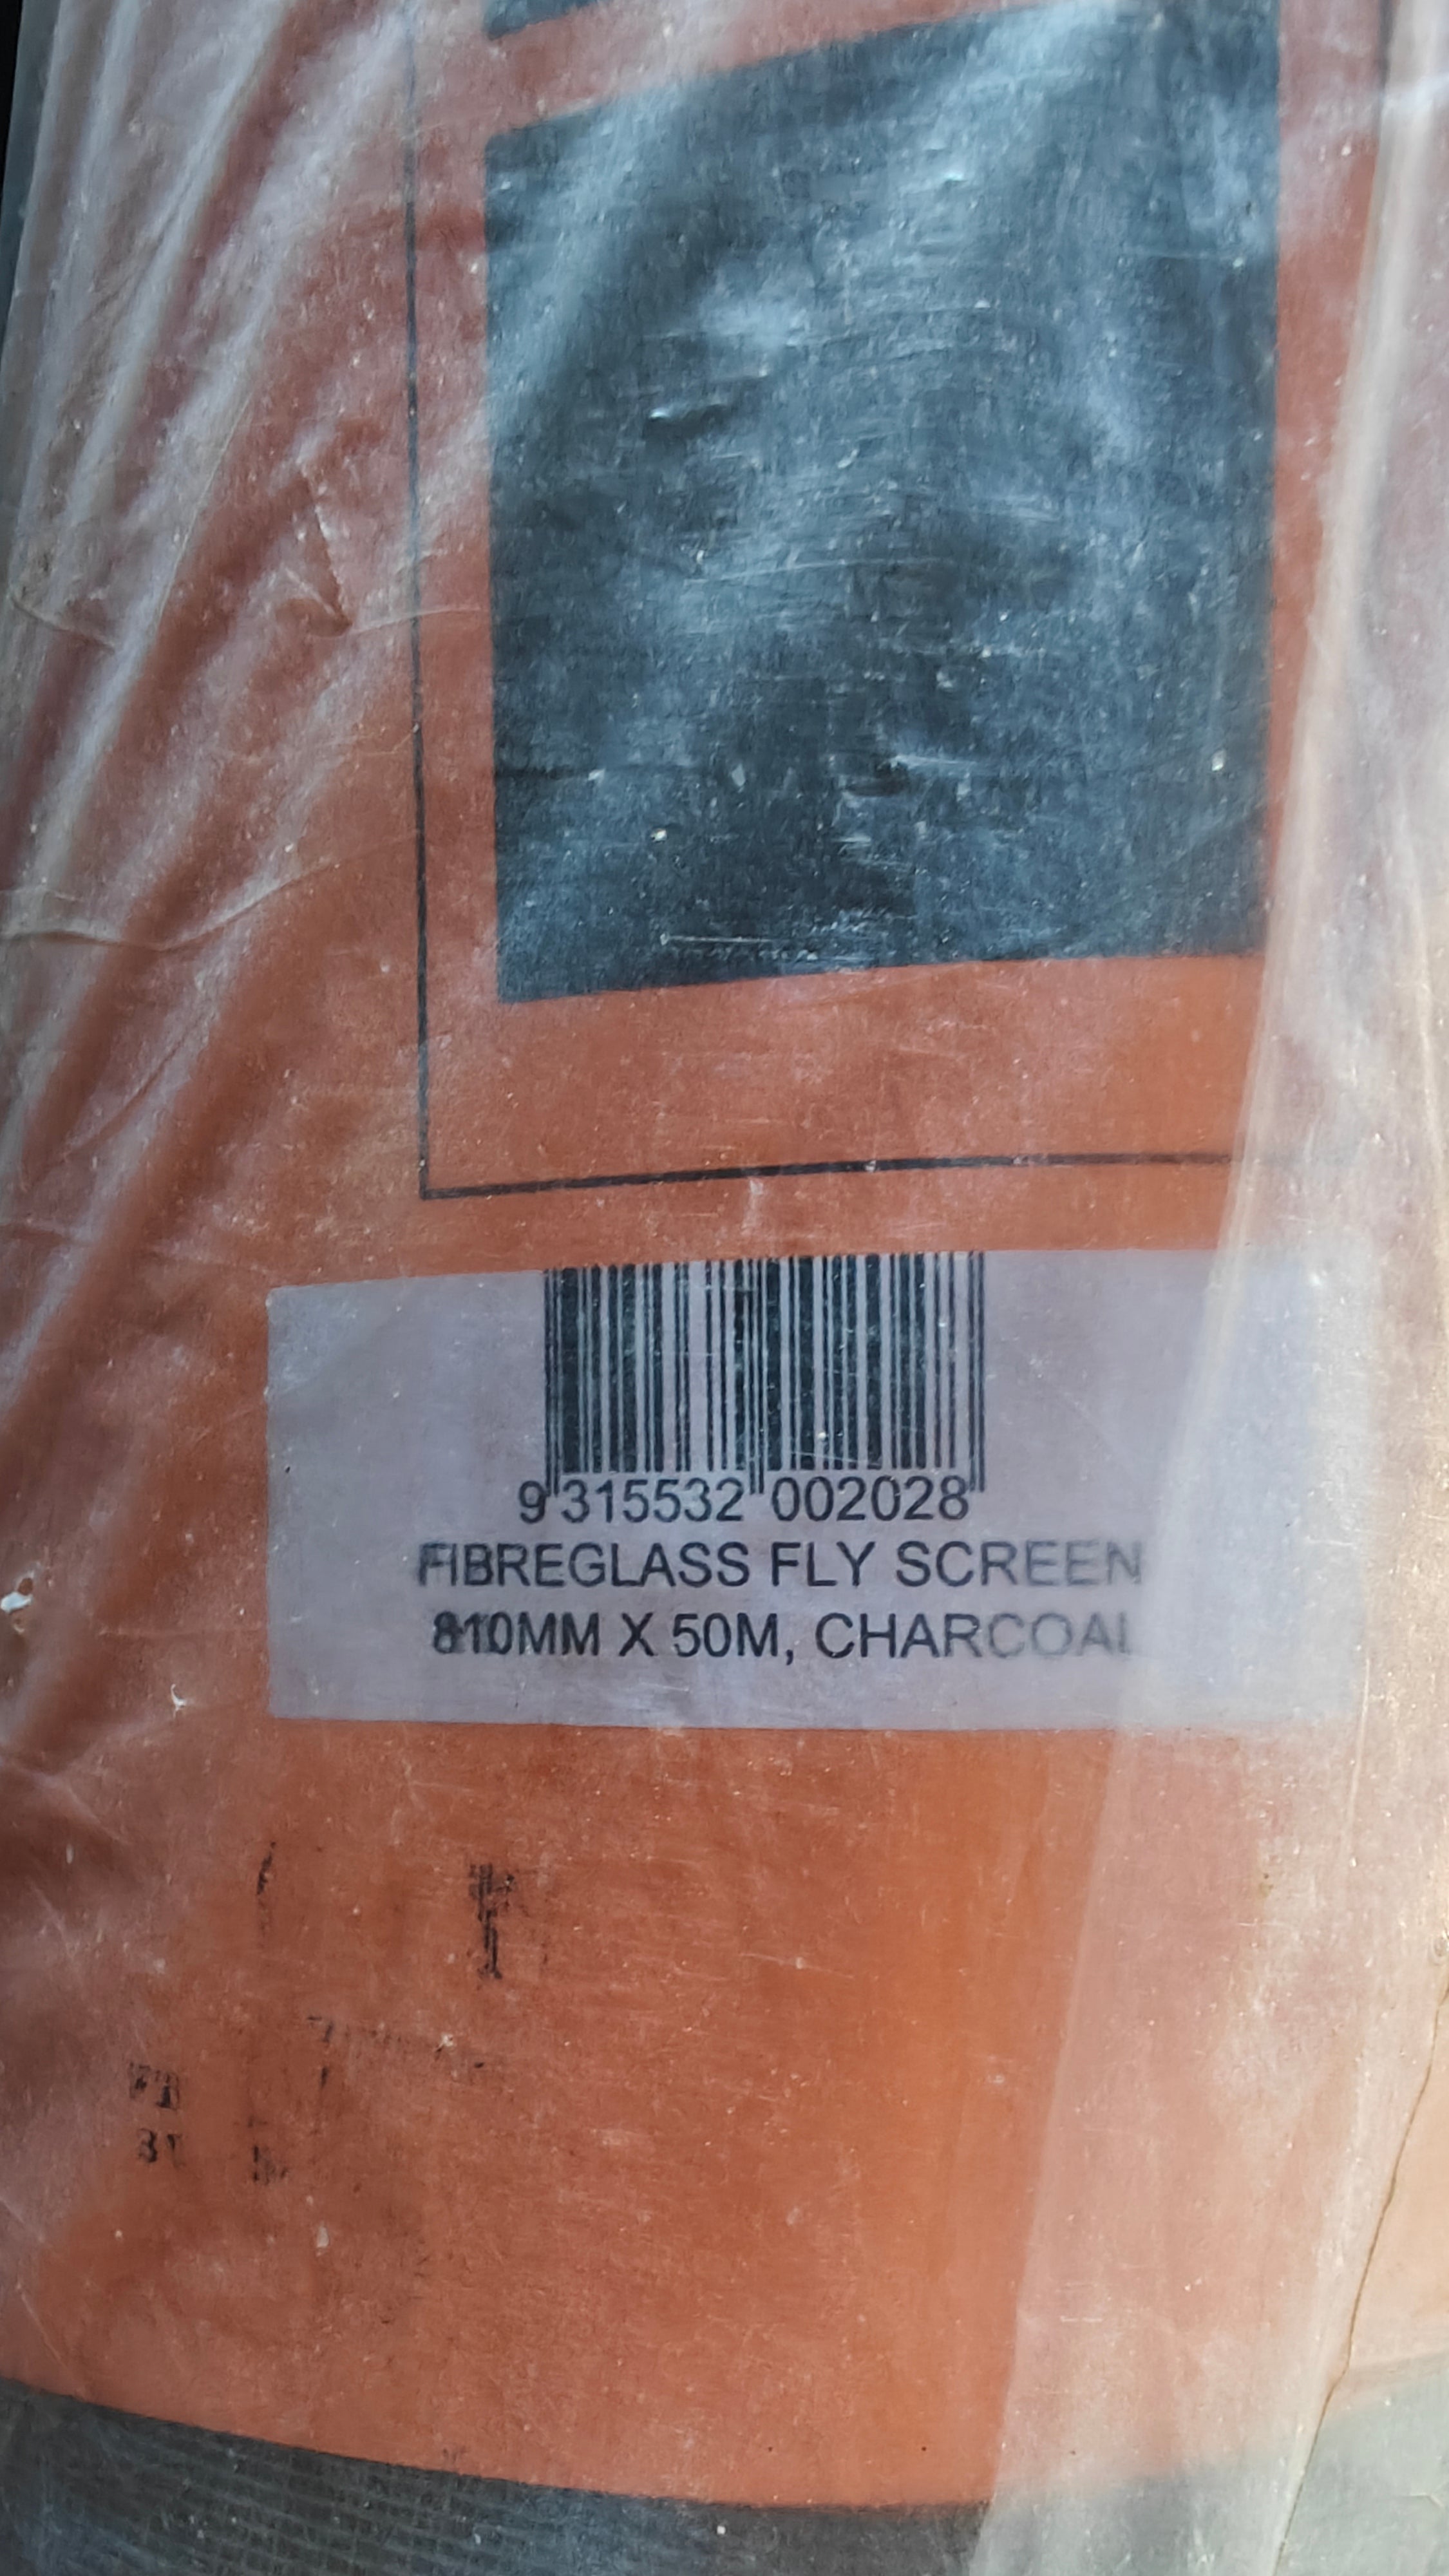 9 315532 002028
FIBREGLASS FLY SCREEN
810MM X 50M, CHARCOAL